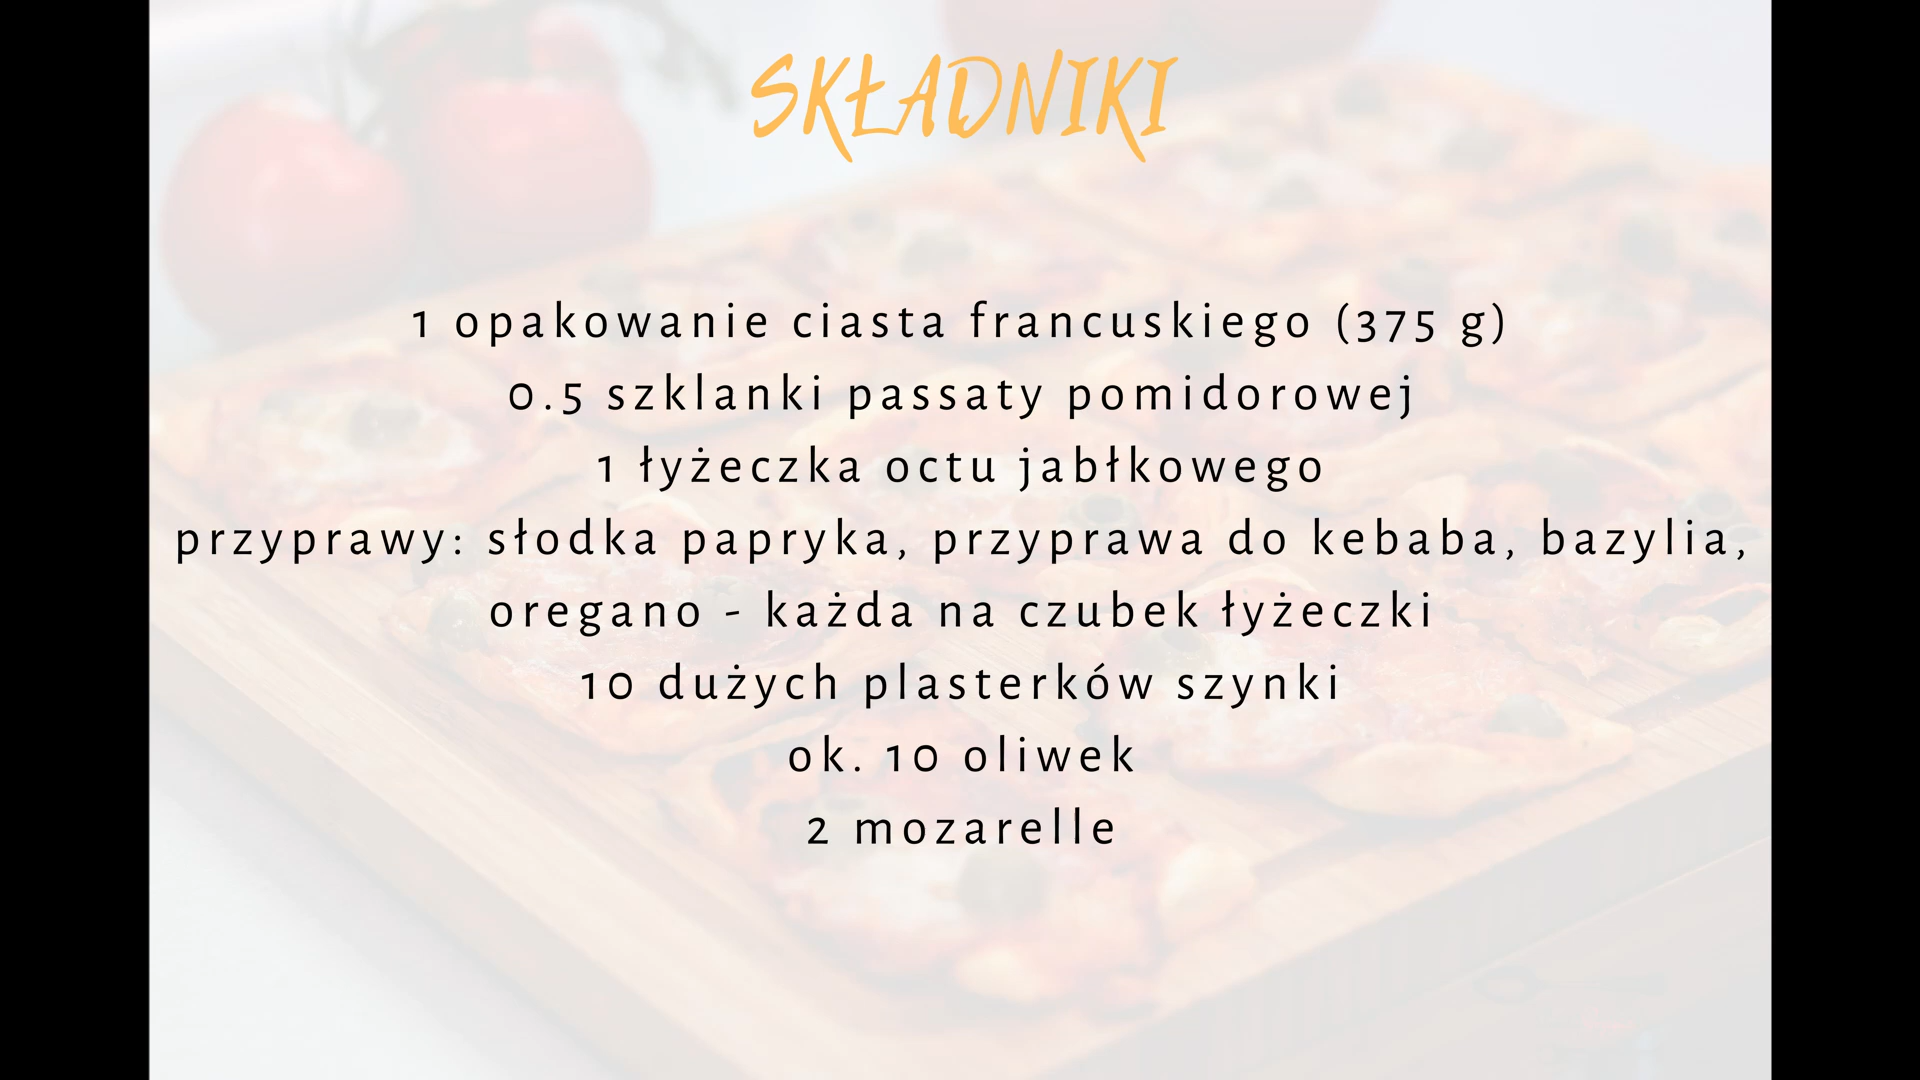 SKŁADNIKI
1 opakowanie ciasta francuskiego (375 g)
0.5 szklanki passaty pomidorowej
1 łyżeczka octu jabłkowego
przyprawy: słodka papryka, przyprawa do kebaba, bazylia,
oregano - każda na czubek łyżeczki
10 dużych plasterków szynki
ok. 10 oliwek
2 mozarelle